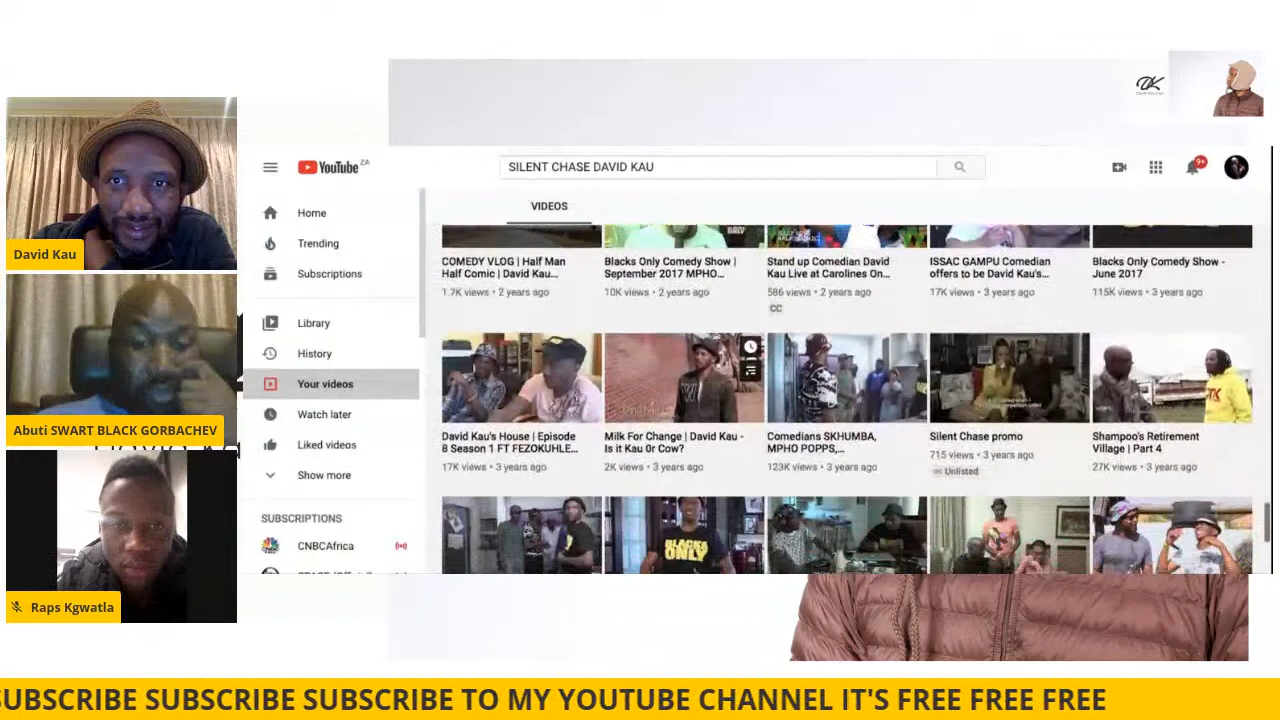 DK
YouTube ZA
SILENT CHASE DAVID KAU
9+
Home
Trending
Subscriptions
Library
History
Your videos
Watch later
Liked videos
Show more
SUBSCRIPTIONS
CNBCAfrica
VIDEOS
COMEDY VLOG | Half Man
Half Comic | David Kau...
1.7K views • 2 years ago
Blacks Only Comedy Show |
September 2017 MPHO...
10K views • 2 years ago
Stand up Comedian David
Kau Live at Carolines On...
586 views • 2 years ago
CC
ISSAC GAMPU Comedian
offers to be David Kau's...
17K views • 3 years ago
Blacks Only Comedy Show -
June 2017
115K views • 3 years ago
David Kau's House | Episode
8 Season 1 FT FEZOKUHLE...
17K views • 3 years ago
Milk For Change | David Kau -
Is it Kau Or Cow?
2K views • 3 years ago
Comedians SKHUMBA,
MPHO POPPS,...
123K views • 3 years ago
Silent Chase promo
715 views • 3 years ago
Unlisted
Shampoo's Retirement
Village | Part 4
27K views • 3 years ago
BLACKS
ONLY
David Kau
Abuti SWART BLACK GORBACHEV
Raps Kgwatla
SUBSCRIBE SUBSCRIBE SUBSCRIBE TO MY YOUTUBE CHANNEL IT'S FREE FREE FREE